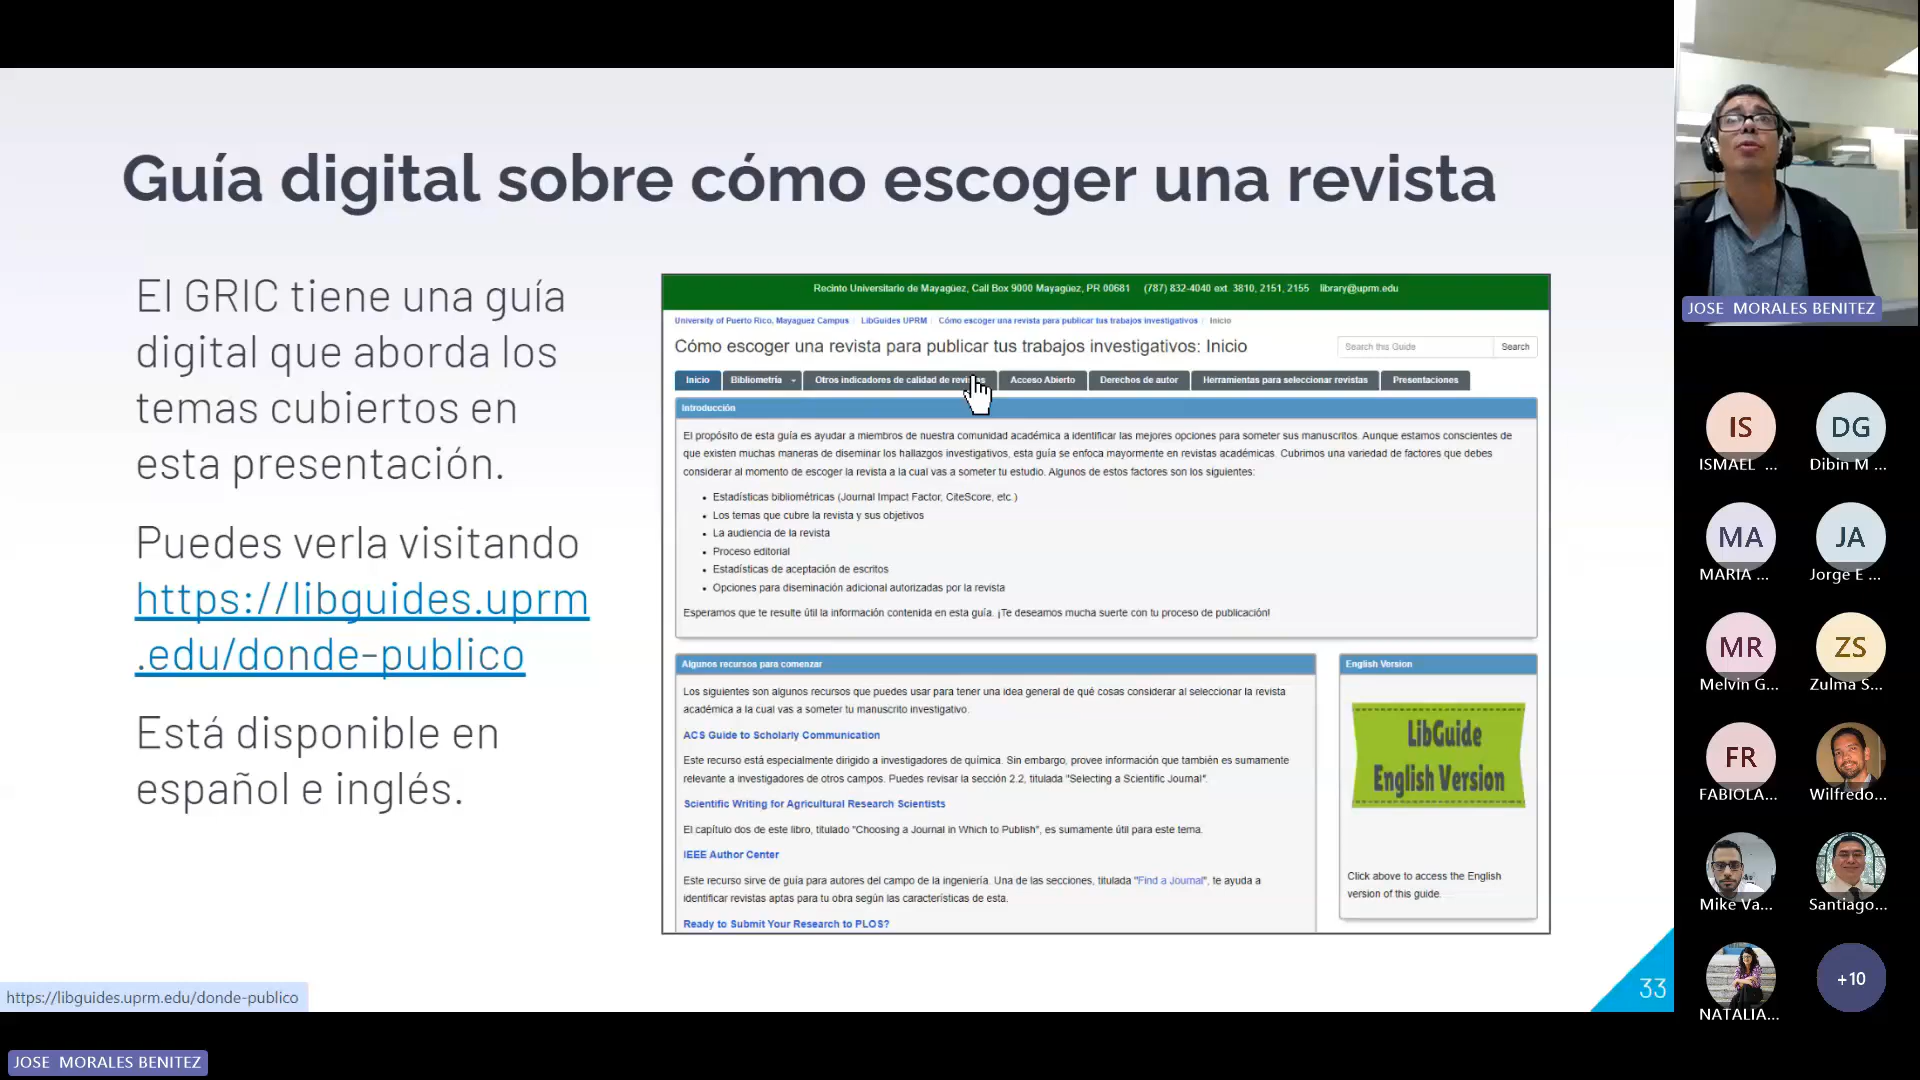 Guía digital sobre cómo escoger una revista
El GRIC tiene una guía
digital que aborda los
temas cubiertos en
esta presentación.
Puedes verla visitando
https://libguides.uprm
.edu/donde-publico
Está disponible en
español e inglés.
Recinto Universitario de Mayagüez, Call Box 9000 Mayagüez, PR 00681 (787) 832-4040 ext. 3810, 2151, 2155 library@uprm.edu
University of Puerto Rico, Mayaguez Campus / LibGuides UPRM / Cómo escoger una revista para publicar tus trabajos investigativos / Inicio
Cómo escoger una revista para publicar tus trabajos investigativos: Inicio
Search this Guide Search
Inicio Bibliometría Otros indicadores de calidad de Acceso Abierto Derechos de autor Herramientas para seleccionar revistas Presentaciones
Introducción
El propósito de esta guía es ayudar a miembros de nuestra comunidad académica a identificar las mejores opciones para someter sus manuscritos. Aunque estamos conscientes de
que existen muchas maneras de diseminar los hallazgos investigativos, esta guía se enfoca mayormente en revistas académicas. Cubrimos una variedad de factores que debes
considerar al momento de escoger la revista a la cual vas a someter tu estudio. Algunos de estos factores son los siguientes:
• Estadísticas bibliométricas (Journal Impact Factor, CiteScore, etc.)
• Los temas que cubre la revista y sus objetivos
• La audiencia de la revista
• Proceso editorial
• Estadísticas de aceptación de escritos
• Opciones para diseminación adicional autorizadas por la revista
Esperamos que te resulte útil la información contenida en esta guía. ¡Te deseamos mucha suerte con tu proceso de publicación!
Algunos recursos para comenzar
Los siguientes son algunos recursos que puedes usar para tener una idea general de qué cosas considerar al seleccionar la revista
académica a la cual vas a someter tu manuscrito investigativo.
ACS Guide to Scholarly Communication
Este recurso está especialmente dirigido a investigadores de química. Sin embargo, provee información que también es sumamente
relevante a investigadores de otros campos. Puedes revisar la sección 2.2, titulada "Selecting a Scientific Journal".
Scientific Writing for Agricultural Research Scientists
El capítulo dos de este libro, titulado "Choosing a Journal in Which to Publish", es sumamente útil para este tema.
IEEE Author Center
Este recurso sirve de guía para autores del campo de la ingeniería. Una de las secciones, titulada "Find a Journal", te ayuda a
identificar revistas aptas para tu obra según las características de esta.
Ready to Submit Your Research to PLOS?
English Version
LibGuide
English Version
Click above to access the English
version of this guide.
33
https://libguides.uprm.edu/donde-publico
JOSE MORALES BENITEZ
JOSE MORALES BENITEZ
IS DG
ISMAEL ... Dibin M ...
MA JA
MARIA ... Jorge E ...
MR ZS
Melvin G... Zulma S...
FR
FABIOLA... Wilfredo...
Mike Va... Santiago...
+10
NATALIA...